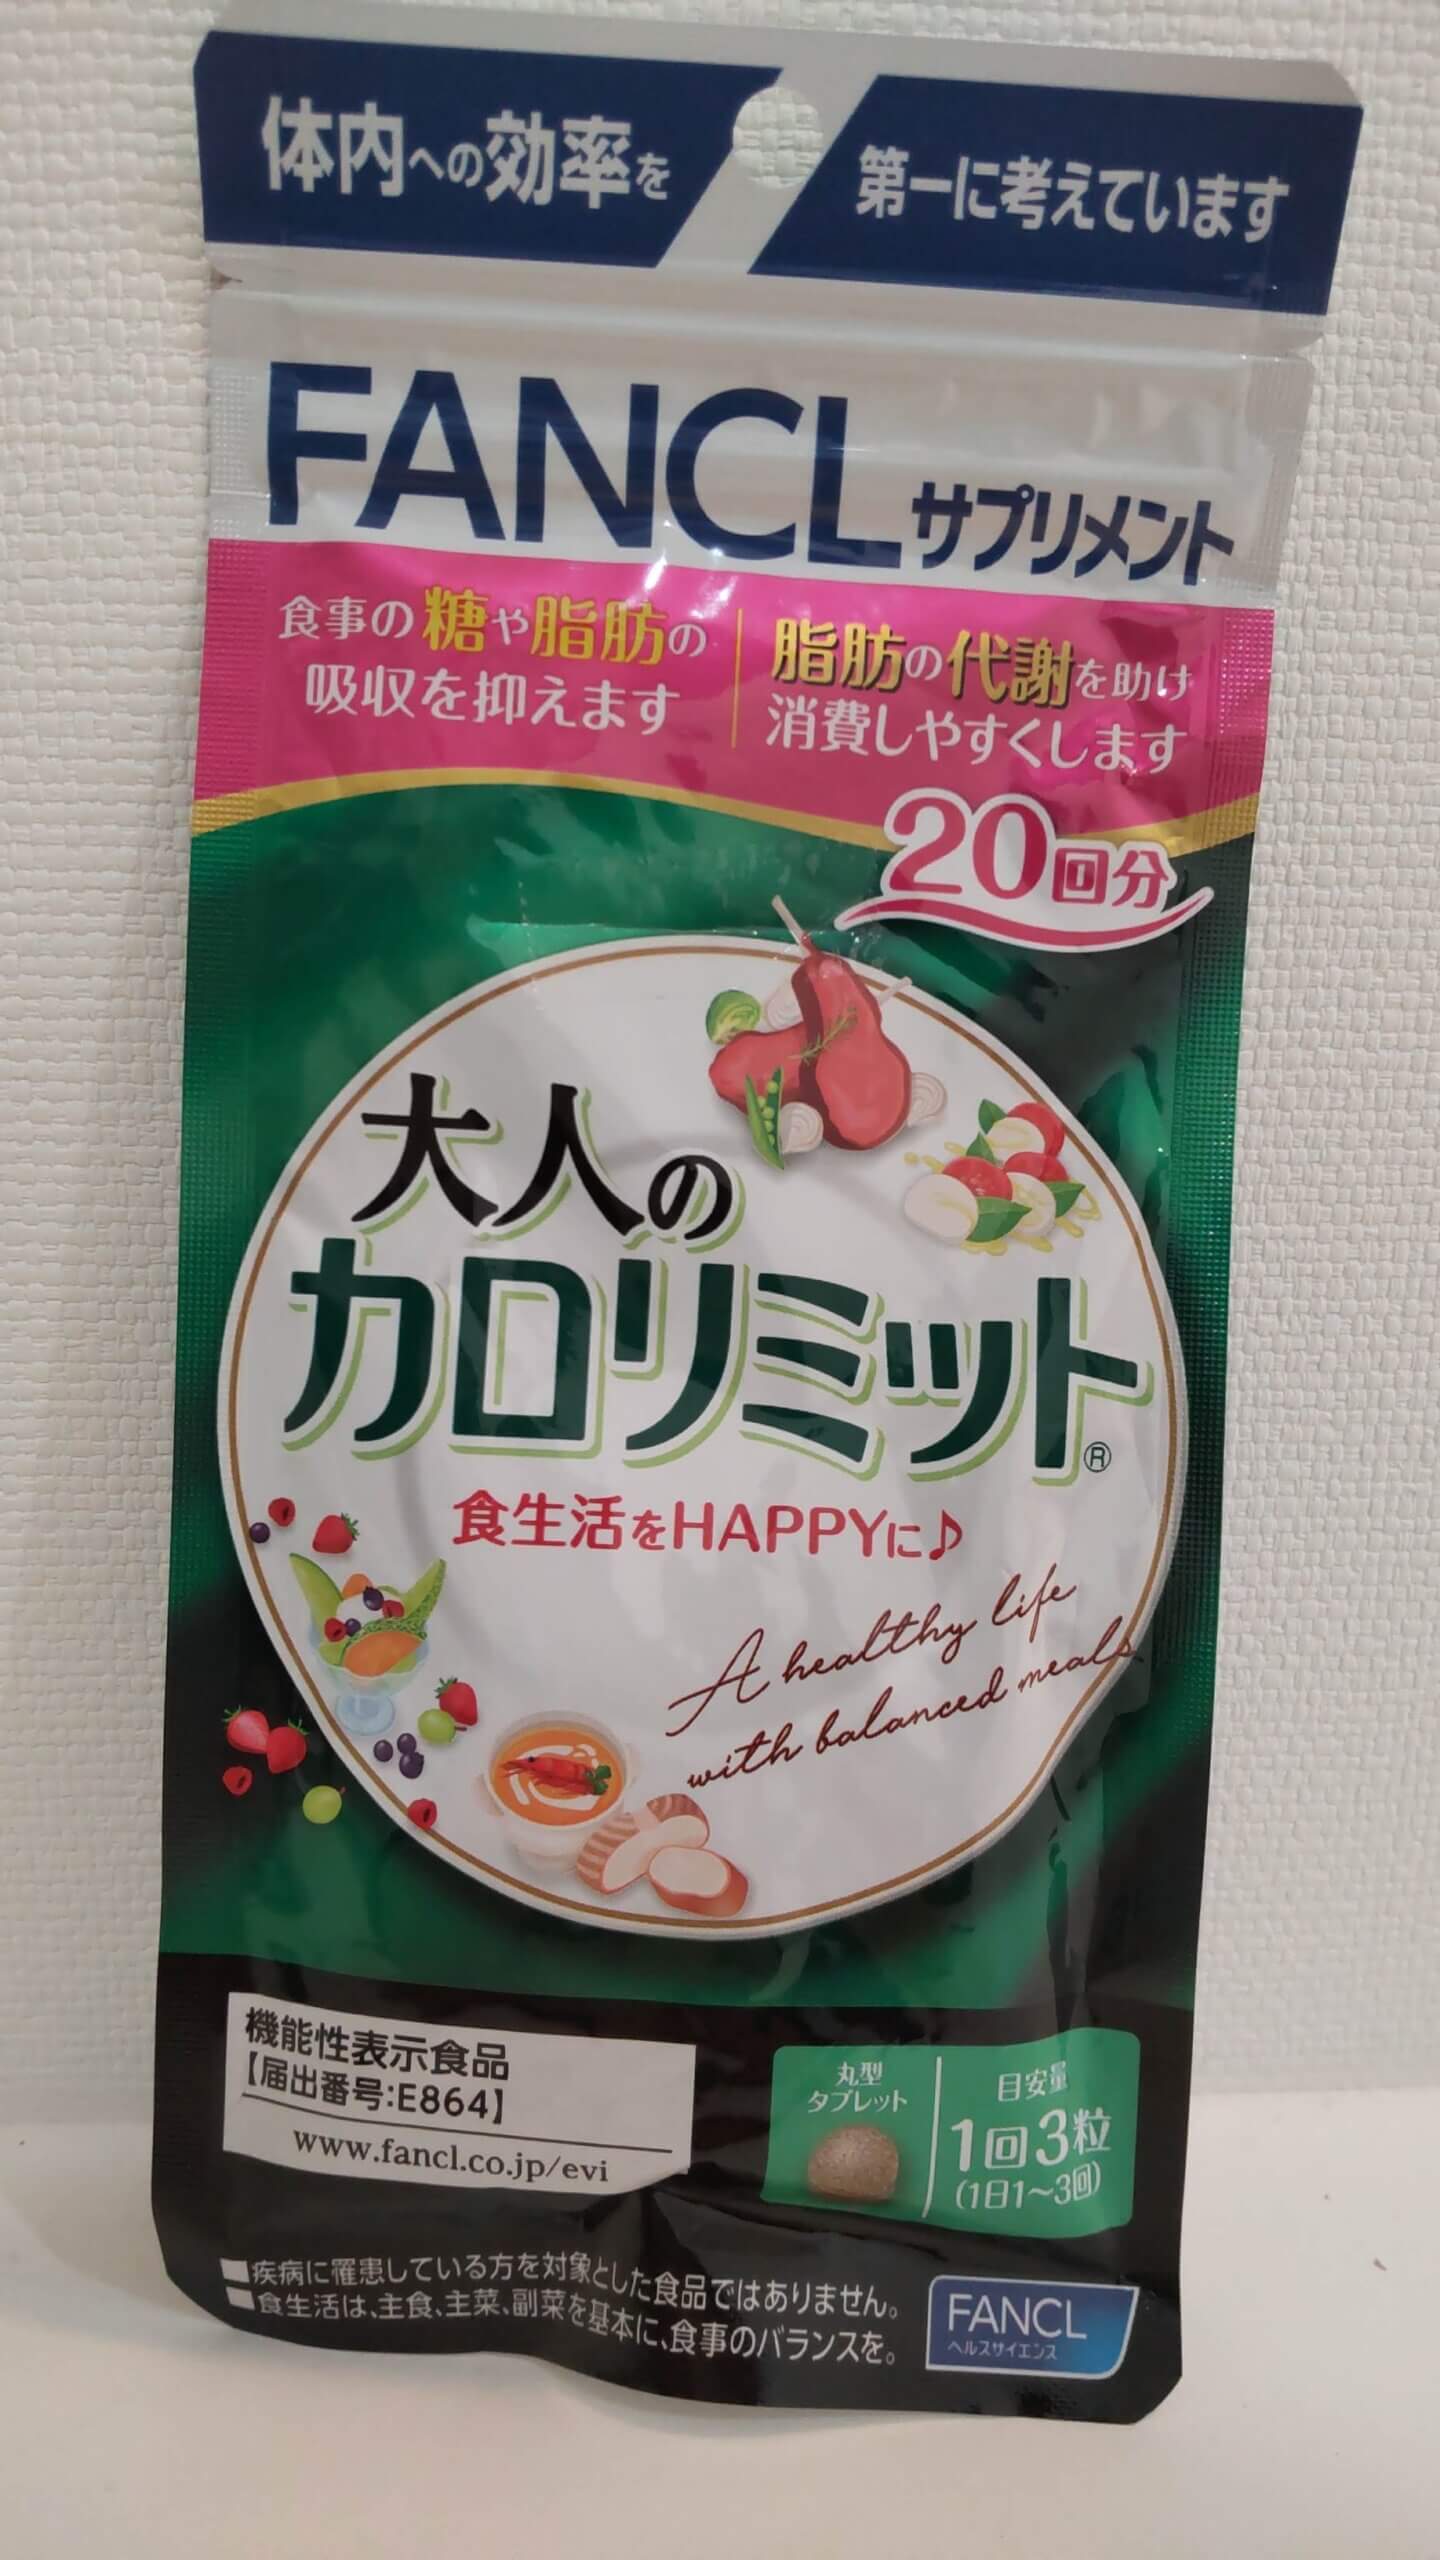 体内への効率を
第一に考えています
FANCL サプリメント
食事の糖や脂肪の
吸収を抑えます
脂肪の代謝を助け
消費しやすくします
20回分
大人の
カロリミット®
食生活をHAPPYに♪
A healthy life
with balanced meals
機能性表示食品
【届出番号:E864】
www.fancl.co.jp/evi
丸型
タブレット
目安量
1回3粒
(1日1~3回)
■疾病に罹患している方を対象とした食品ではありません。
■食生活は、主食、主菜、副菜を基本に、食事のバランスを。
FANCL
ヘルスサイエンス